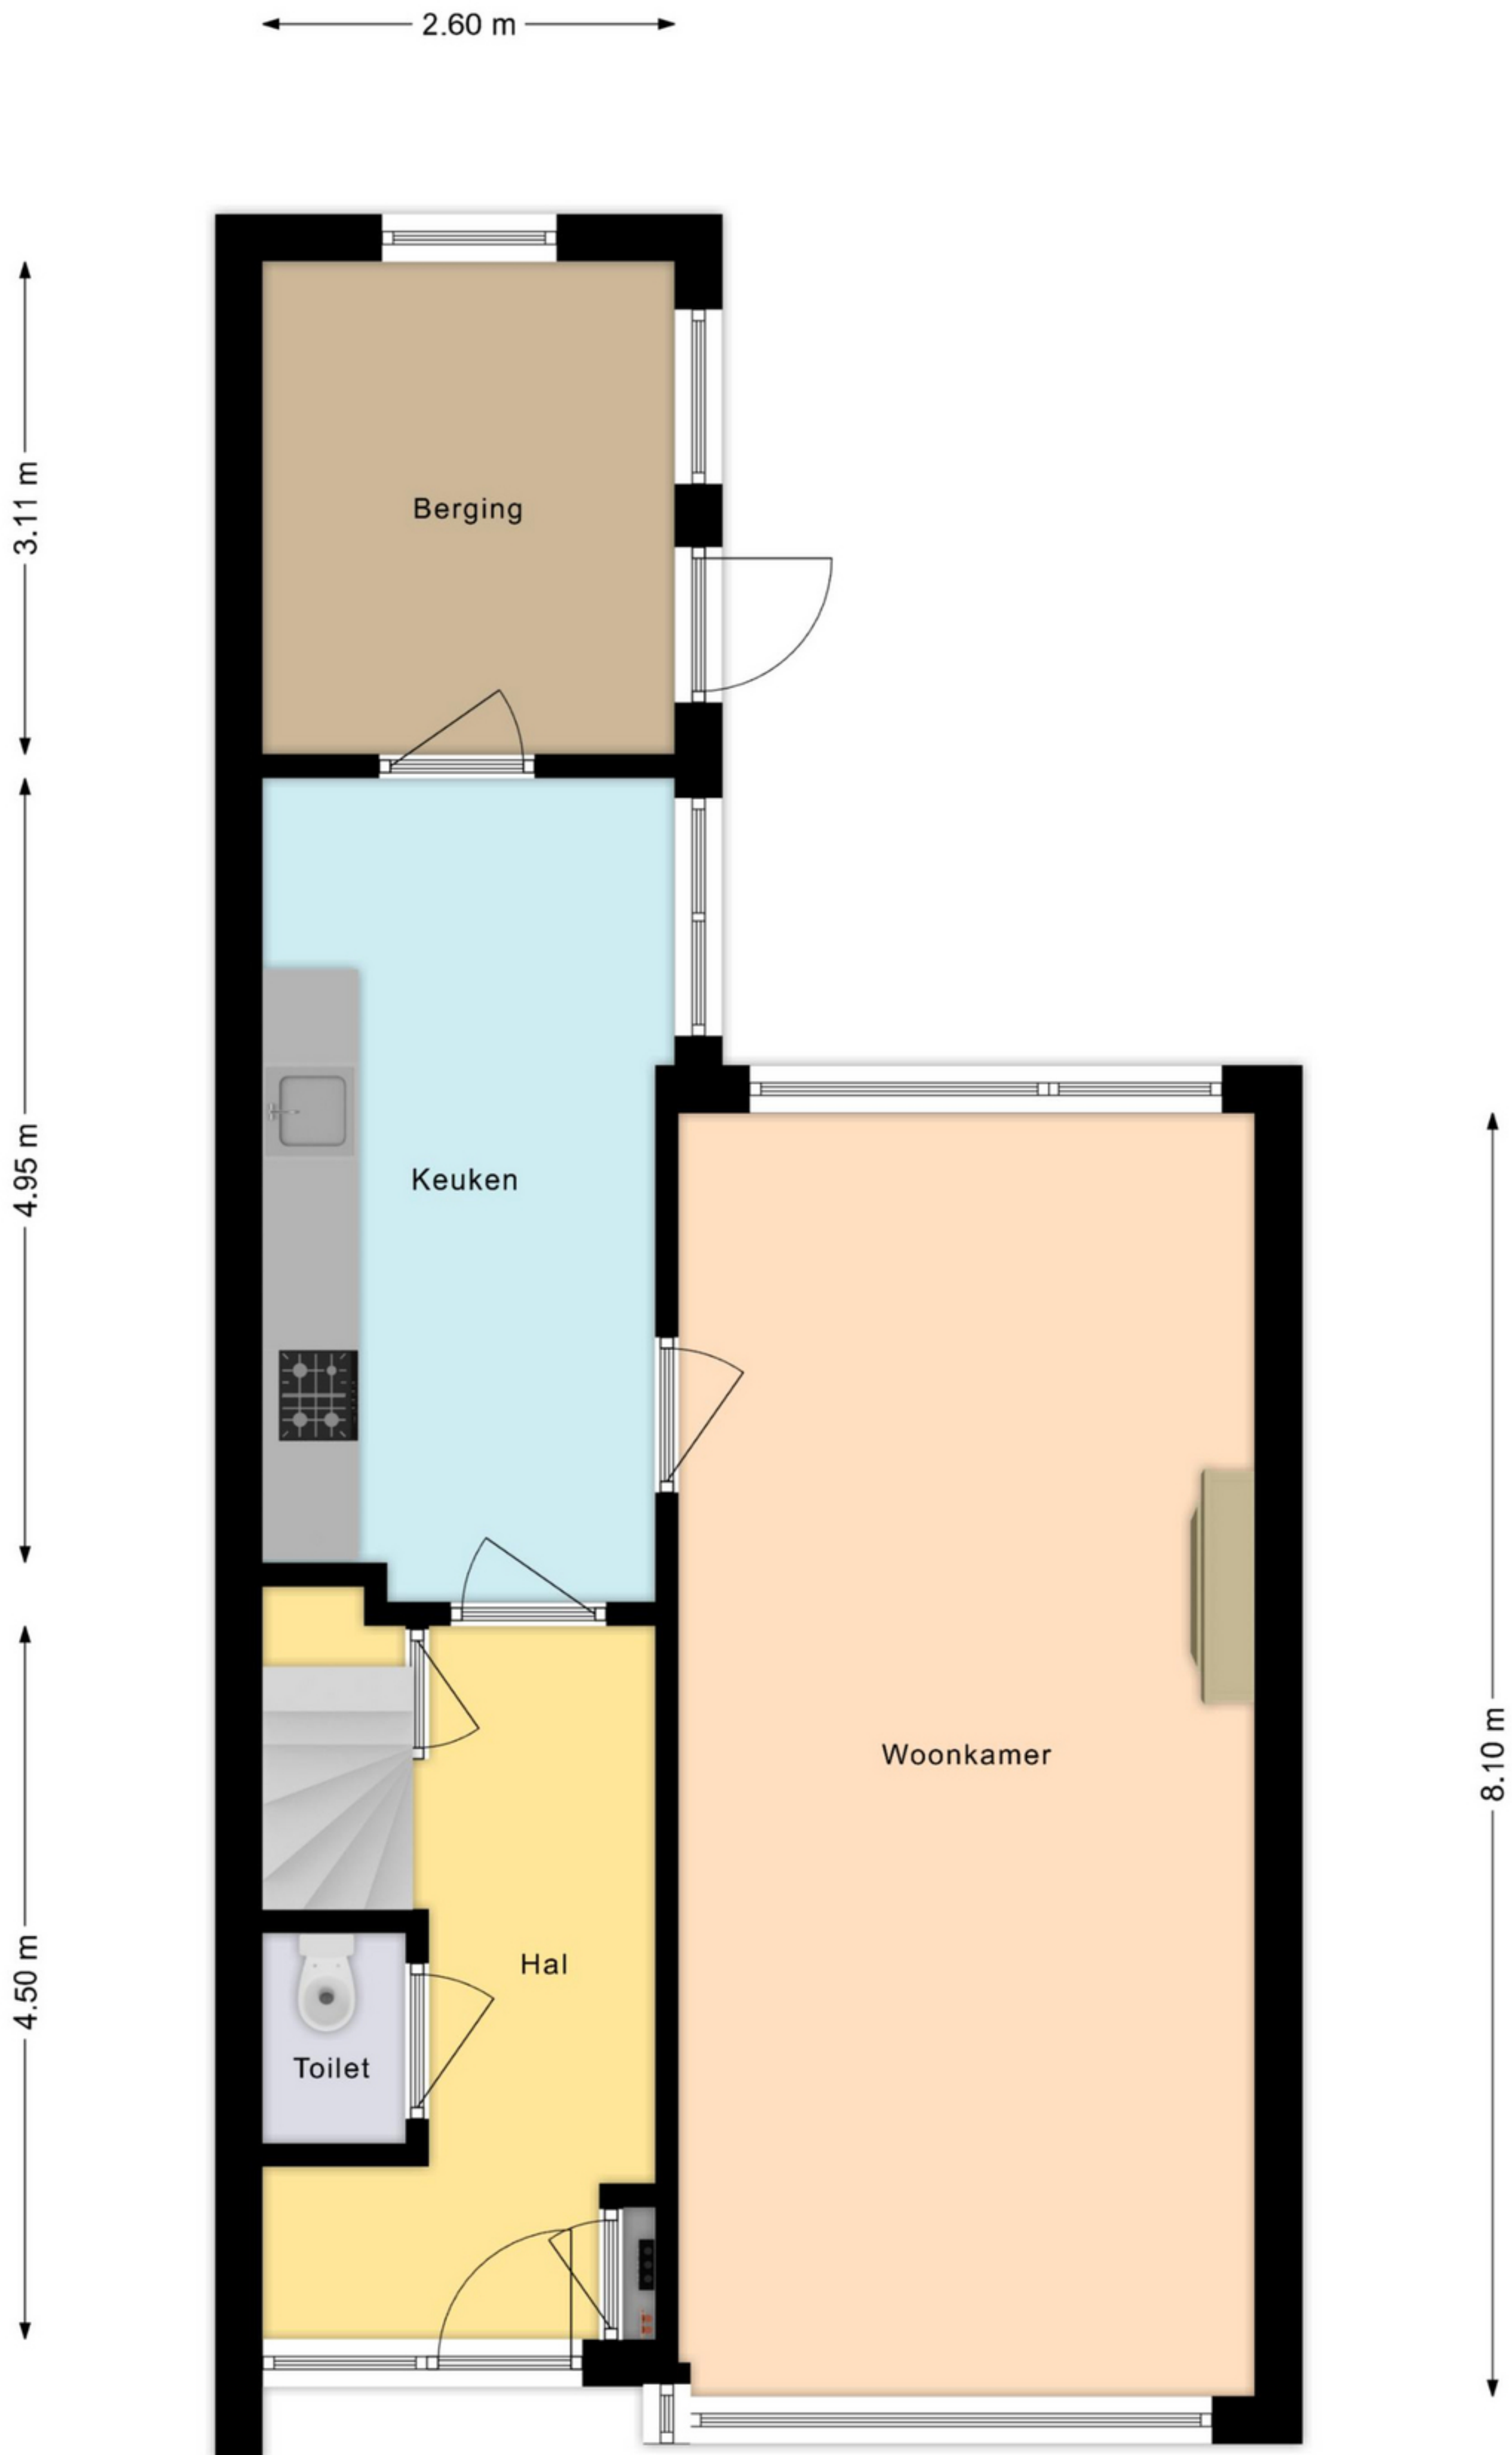 2.60 m
3.11 m
Berging
4.95 m
Keuken
8.10 m
Woonkamer
4.50 m
Hal
Toilet